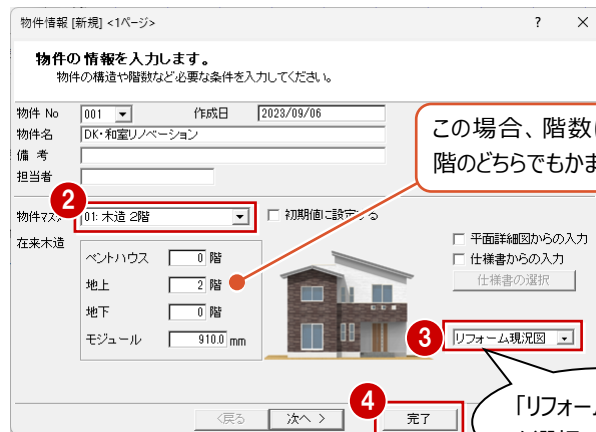 物件情報 [新規] <1ページ>
? ×
物件の情報を入力します。
物件の構造や階数など必要な条件を入力してください。
物件 No 001 作成日 2023/09/06
物件名 DK・和室リノベーション
備 考
担当者
この場合、階数
階のどちらでもかま
2
物件マスタ 01: 木造 2階 初期値に設定する
在来木造
ペントハウス 0 階
地上 2 階
地下 0 階
モジュール 910.0 mm
平面詳細図からの入力
仕様書からの入力
仕様書の選択
3
リフォーム現況図
4
<戻る 次へ > 完了
「リフォーム